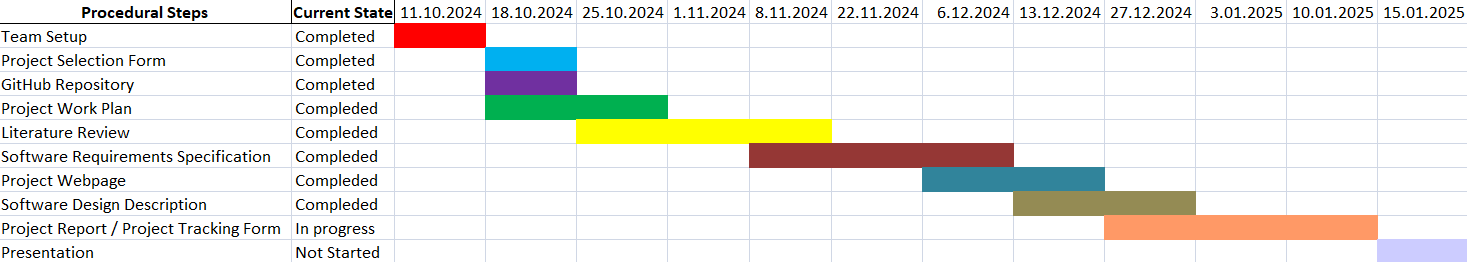 Procedural Steps Current State 11.10.2024 18.10.2024 25.10.2024 1.11.2024 8.11.2024 22.11.2024 6.12.2024 13.12.2024 27.12.2024 3.01.2025 10.01.2025 15.01.2025
Team Setup Completed
Project Selection Form Completed
GitHub Repository Completed
Project Work Plan Compleded
Literature Review Compleded
Software Requirements Specification Compleded
Project Webpage Compleded
Software Design Description Compleded
Project Report / Project Tracking Form In progress
Presentation Not Started